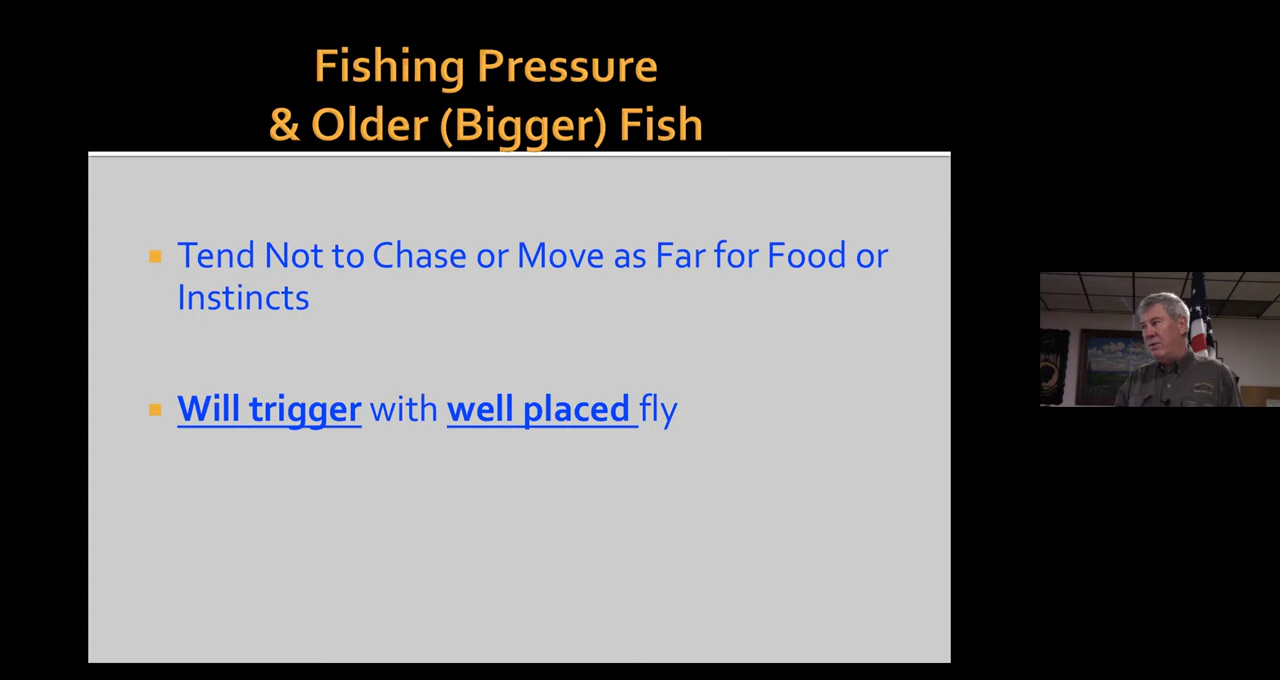 Fishing Pressure
& Older (Bigger) Fish
Tend Not to Chase or Move as Far for Food or
Instincts
Will trigger with well placed fly